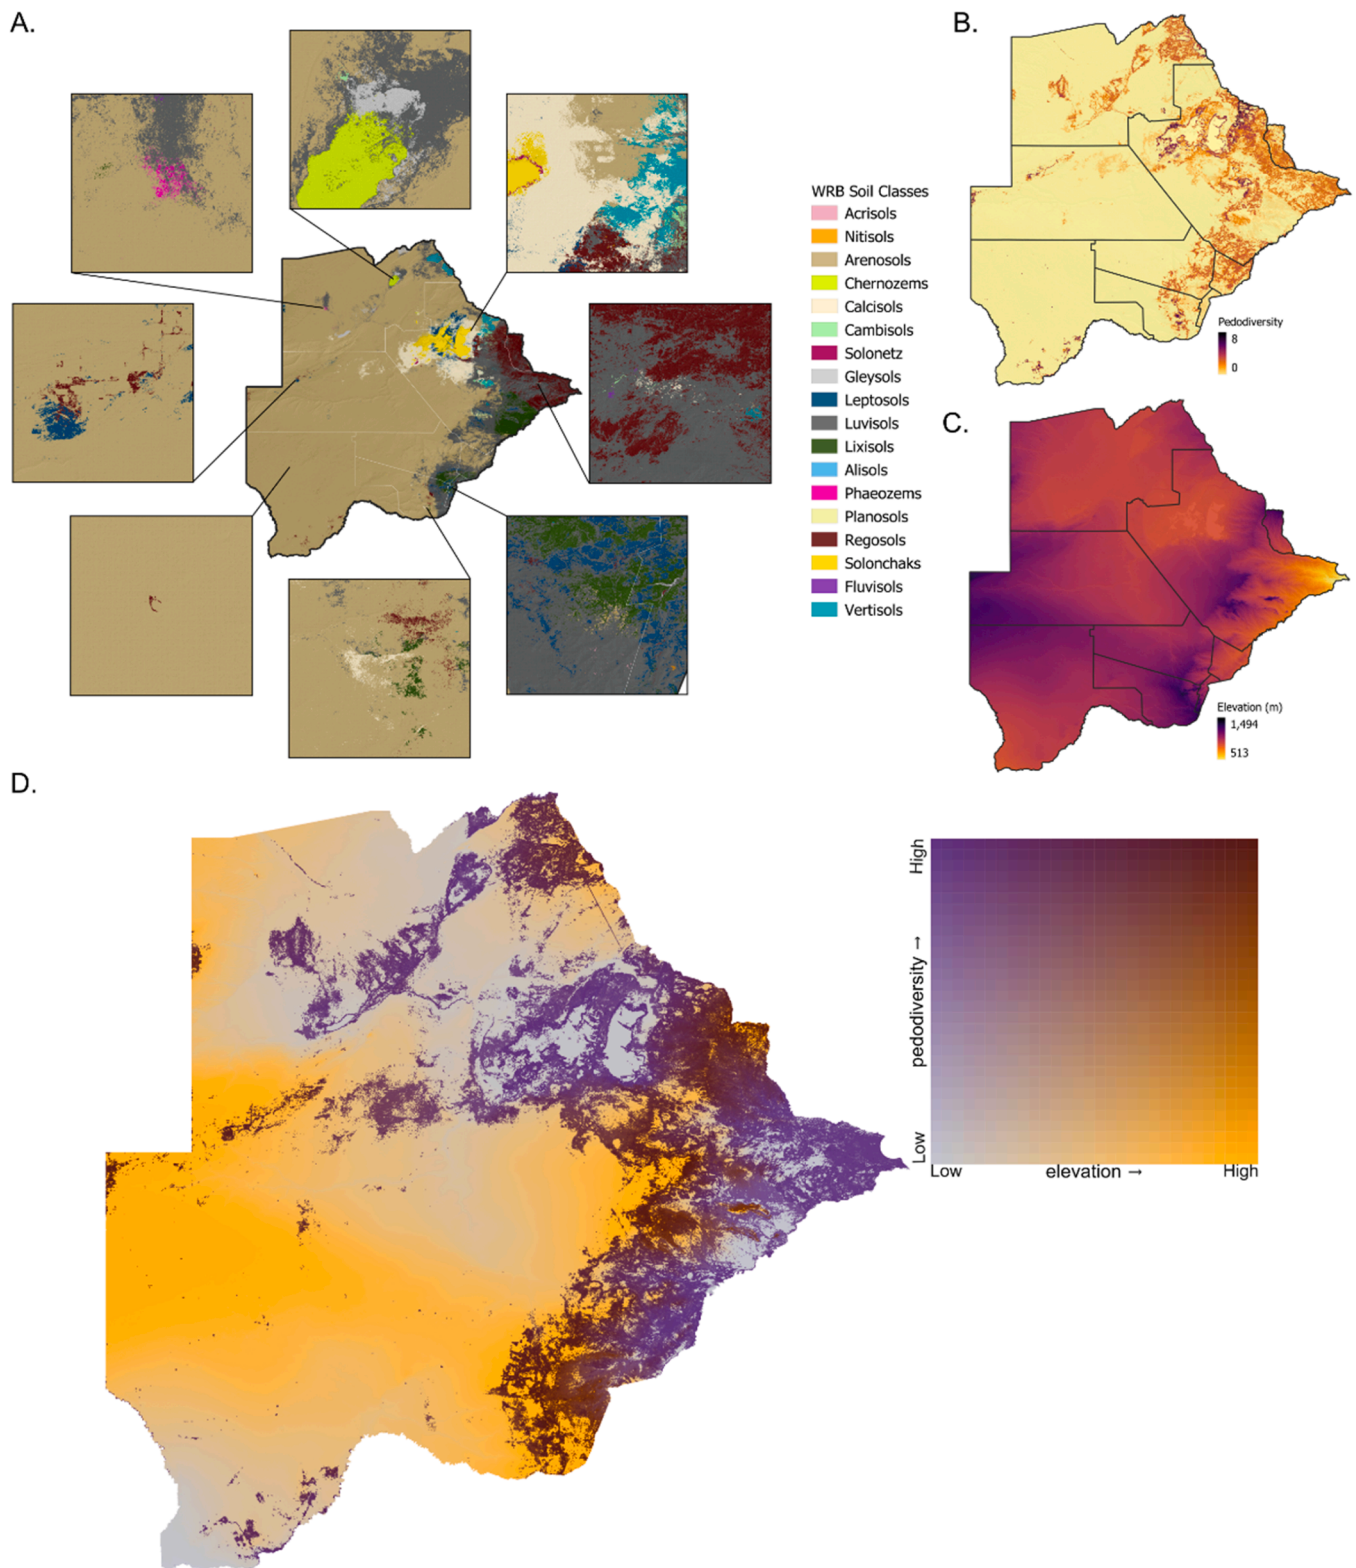 A.
B.
WRB Soil Classes
Acrisols
Nitisols
Arenosols
Chernozems
Calcisols
Cambisols
Solonetz
Gleysols
Leptosols
Luvisols
Lixisols
Alisols
Phaeozems
Planosols
Regosols
Solonchaks
Fluvisols
Vertisols
Pedodiversity
8
0
C.
Elevation (m)
1,494
513
D.
High
pedodiversity →
Low
Low
elevation →
High